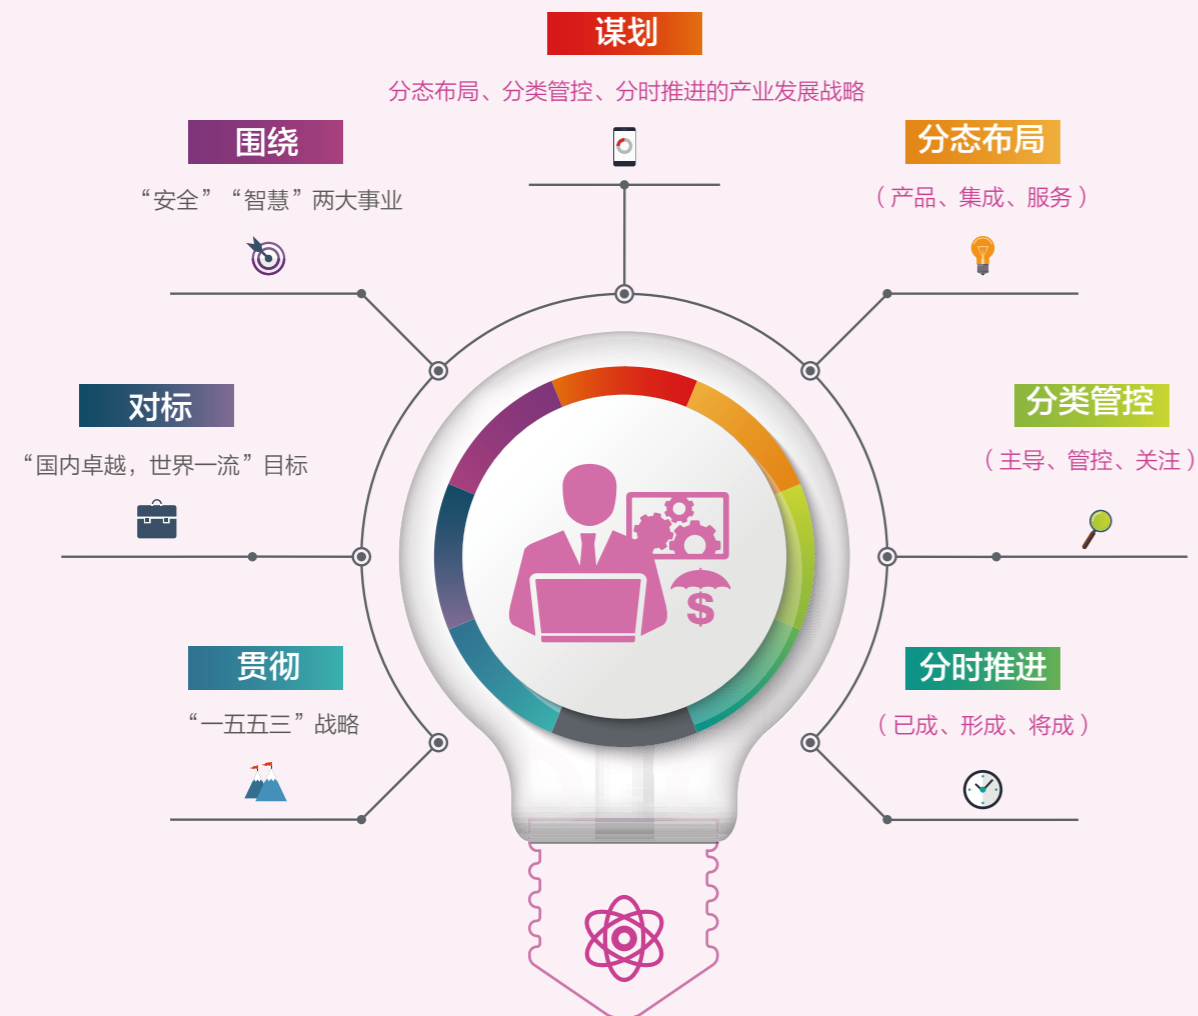 谋划
分态布局、分类管控、分时推进的产业发展战略
围绕
“安全”“智慧”两大事业
分态布局
（产品、集成、服务）
对标
“国内卓越，世界一流”目标
分类管控
（主导、管控、关注）
贯彻
“一五五三”战略
分时推进
（已成、形成、将成）
$